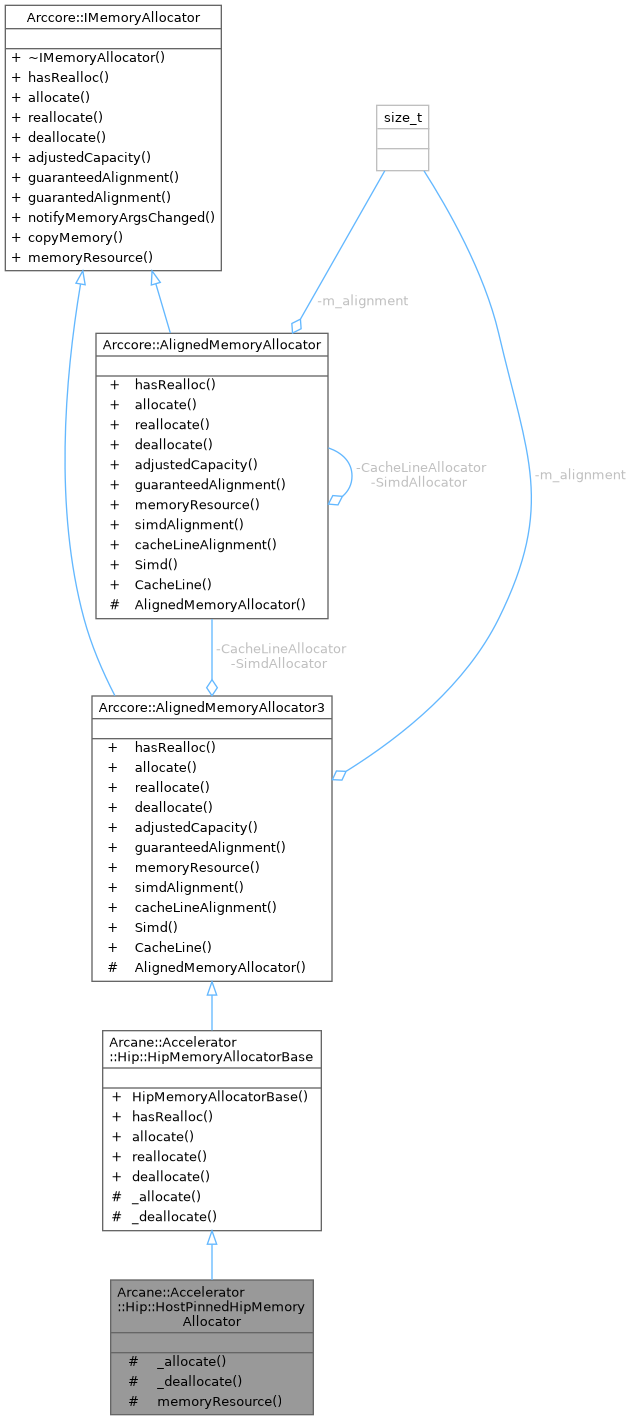 Arccore::IMemoryAllocator
+ ~IMemoryAllocator()
+ hasRealloc()
+ allocate()
+ reallocate()
+ deallocate()
+ adjustedCapacity()
+ guaranteedAlignment()
+ guarantedAlignment()
+ notifyMemoryArgsChanged()
+ copyMemory()
+ memoryResource()
size_t
-m_alignment
Arccore::AlignedMemoryAllocator
+ hasRealloc()
+ allocate()
+ reallocate()
+ deallocate()
+ adjustedCapacity()
+ guaranteedAlignment()
+ memoryResource()
+ simdAlignment()
+ cacheLineAlignment()
+ Simd()
+ CacheLine()
# AlignedMemoryAllocator()
-CacheLineAllocator
-SimdAllocator
-m_alignment
-CacheLineAllocator
-SimdAllocator
Arccore::AlignedMemoryAllocator3
+ hasRealloc()
+ allocate()
+ reallocate()
+ deallocate()
+ adjustedCapacity()
+ guaranteedAlignment()
+ memoryResource()
+ simdAlignment()
+ cacheLineAlignment()
+ Simd()
+ CacheLine()
# AlignedMemoryAllocator()
Arcane::Accelerator
::Hip::HipMemoryAllocatorBase
+ HipMemoryAllocatorBase()
+ hasRealloc()
+ allocate()
+ reallocate()
+ deallocate()
# _allocate()
# _deallocate()
Arcane::Accelerator
::Hip::HostPinnedHipMemory
Allocator
# _allocate()
# _deallocate()
# memoryResource()